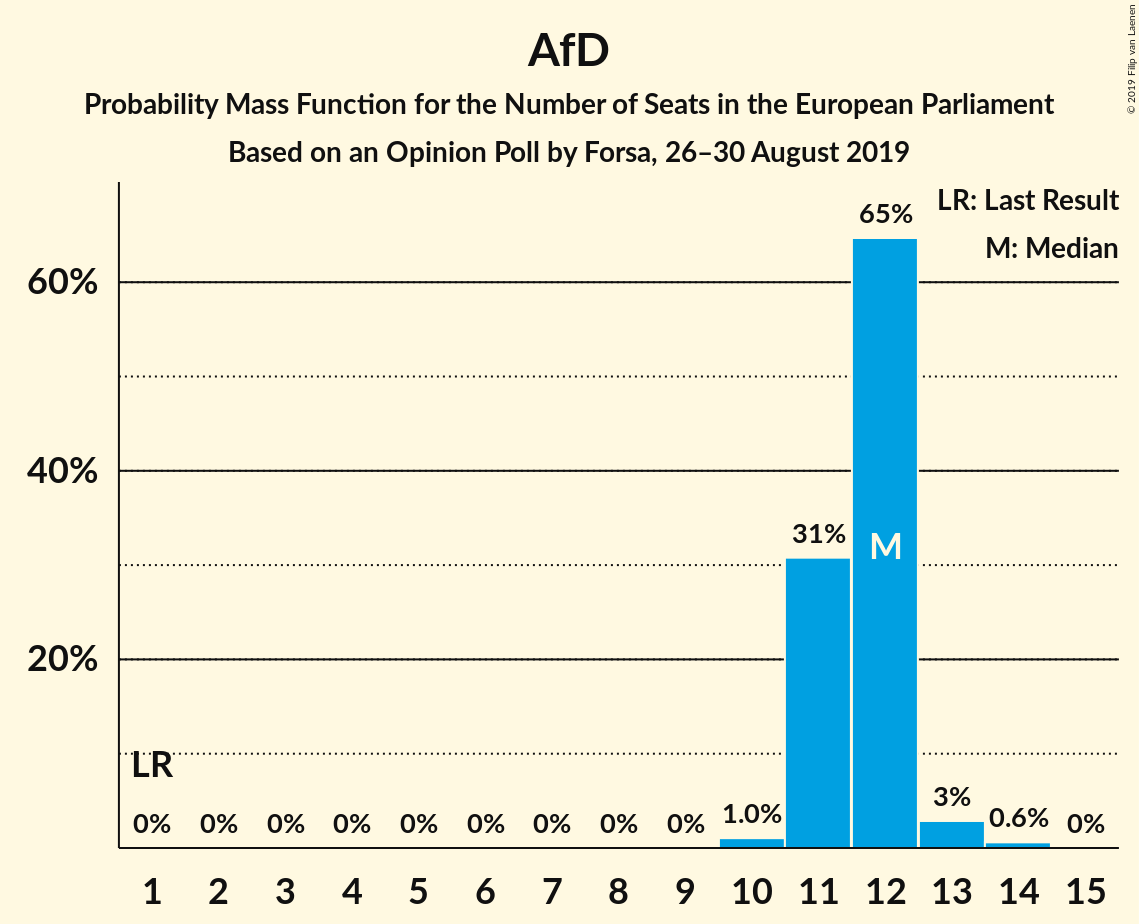 AfD
Probability Mass Function for the Number of Seats in the European Parliament
Based on an Opinion Poll by Forsa, 26–30 August 2019
© 2019 Filip van Laenen
LR: Last Result
M: Median
60%
40%
20%
65%
31%
M
LR
0% 0% 0% 0% 0% 0% 0% 0% 0% 1.0% 3% 0.6% 0%
1 2 3 4 5 6 7 8 9 10 11 12 13 14 15